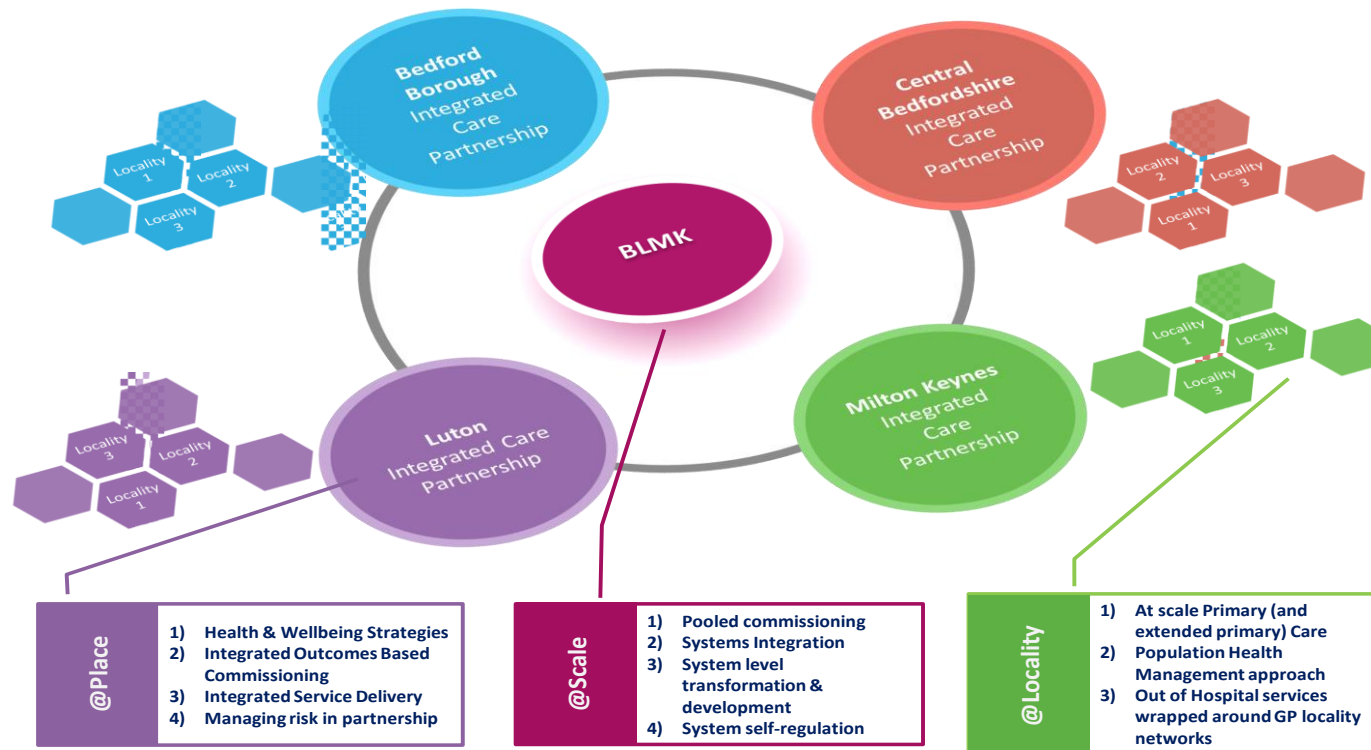 Bedford
Borough
Integrated
Care
Partnership
Central
Bedfordshire
Integrated
Care
Partnership
Locality
1
Locality
2
Locality
3
BLMK
Locality
2
Locality
3
Locality
1
Locality
1
Locality
2
Locality
3
Luton
Integrated Care
Partnership
Milton Keynes
Integrated
Care
Partnership
Locality
3
Locality
2
Locality
1
@Place
1) Health & Wellbeing Strategies
2) Integrated Outcomes Based
Commissioning
3) Integrated Service Delivery
4) Managing risk in partnership
@Scale
1) Pooled commissioning
2) Systems Integration
3) System level
transformation &
development
4) System self-regulation
@Locality
1) At scale Primary (and
extended primary) Care
2) Population Health
Management approach
3) Out of Hospital services
wrapped around GP locality
networks